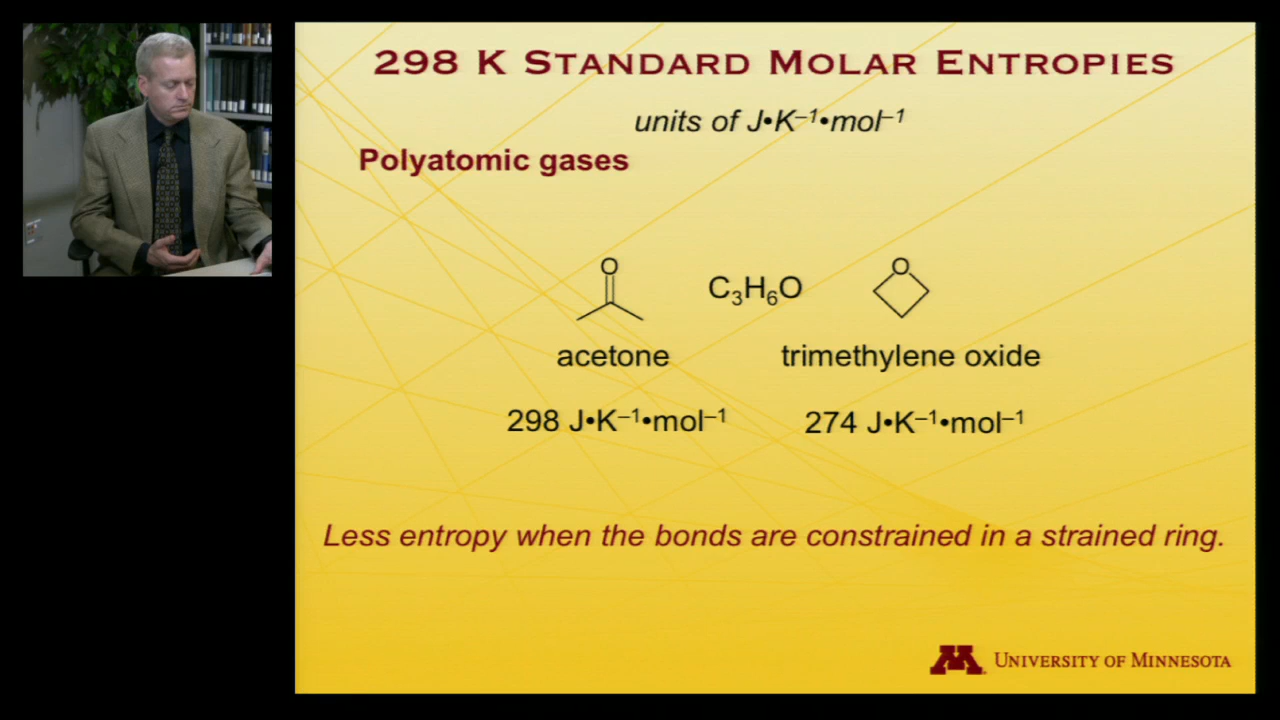 298 K STANDARD MOLAR ENTROPIES
units of J•K⁻¹•mol⁻¹
Polyatomic gases
O
C₃H₆O
O
acetone
trimethylene oxide
298 J•K⁻¹•mol⁻¹
274 J•K⁻¹•mol⁻¹
Less entropy when the bonds are constrained in a strained ring.
M UNIVERSITY OF MINNESOTA